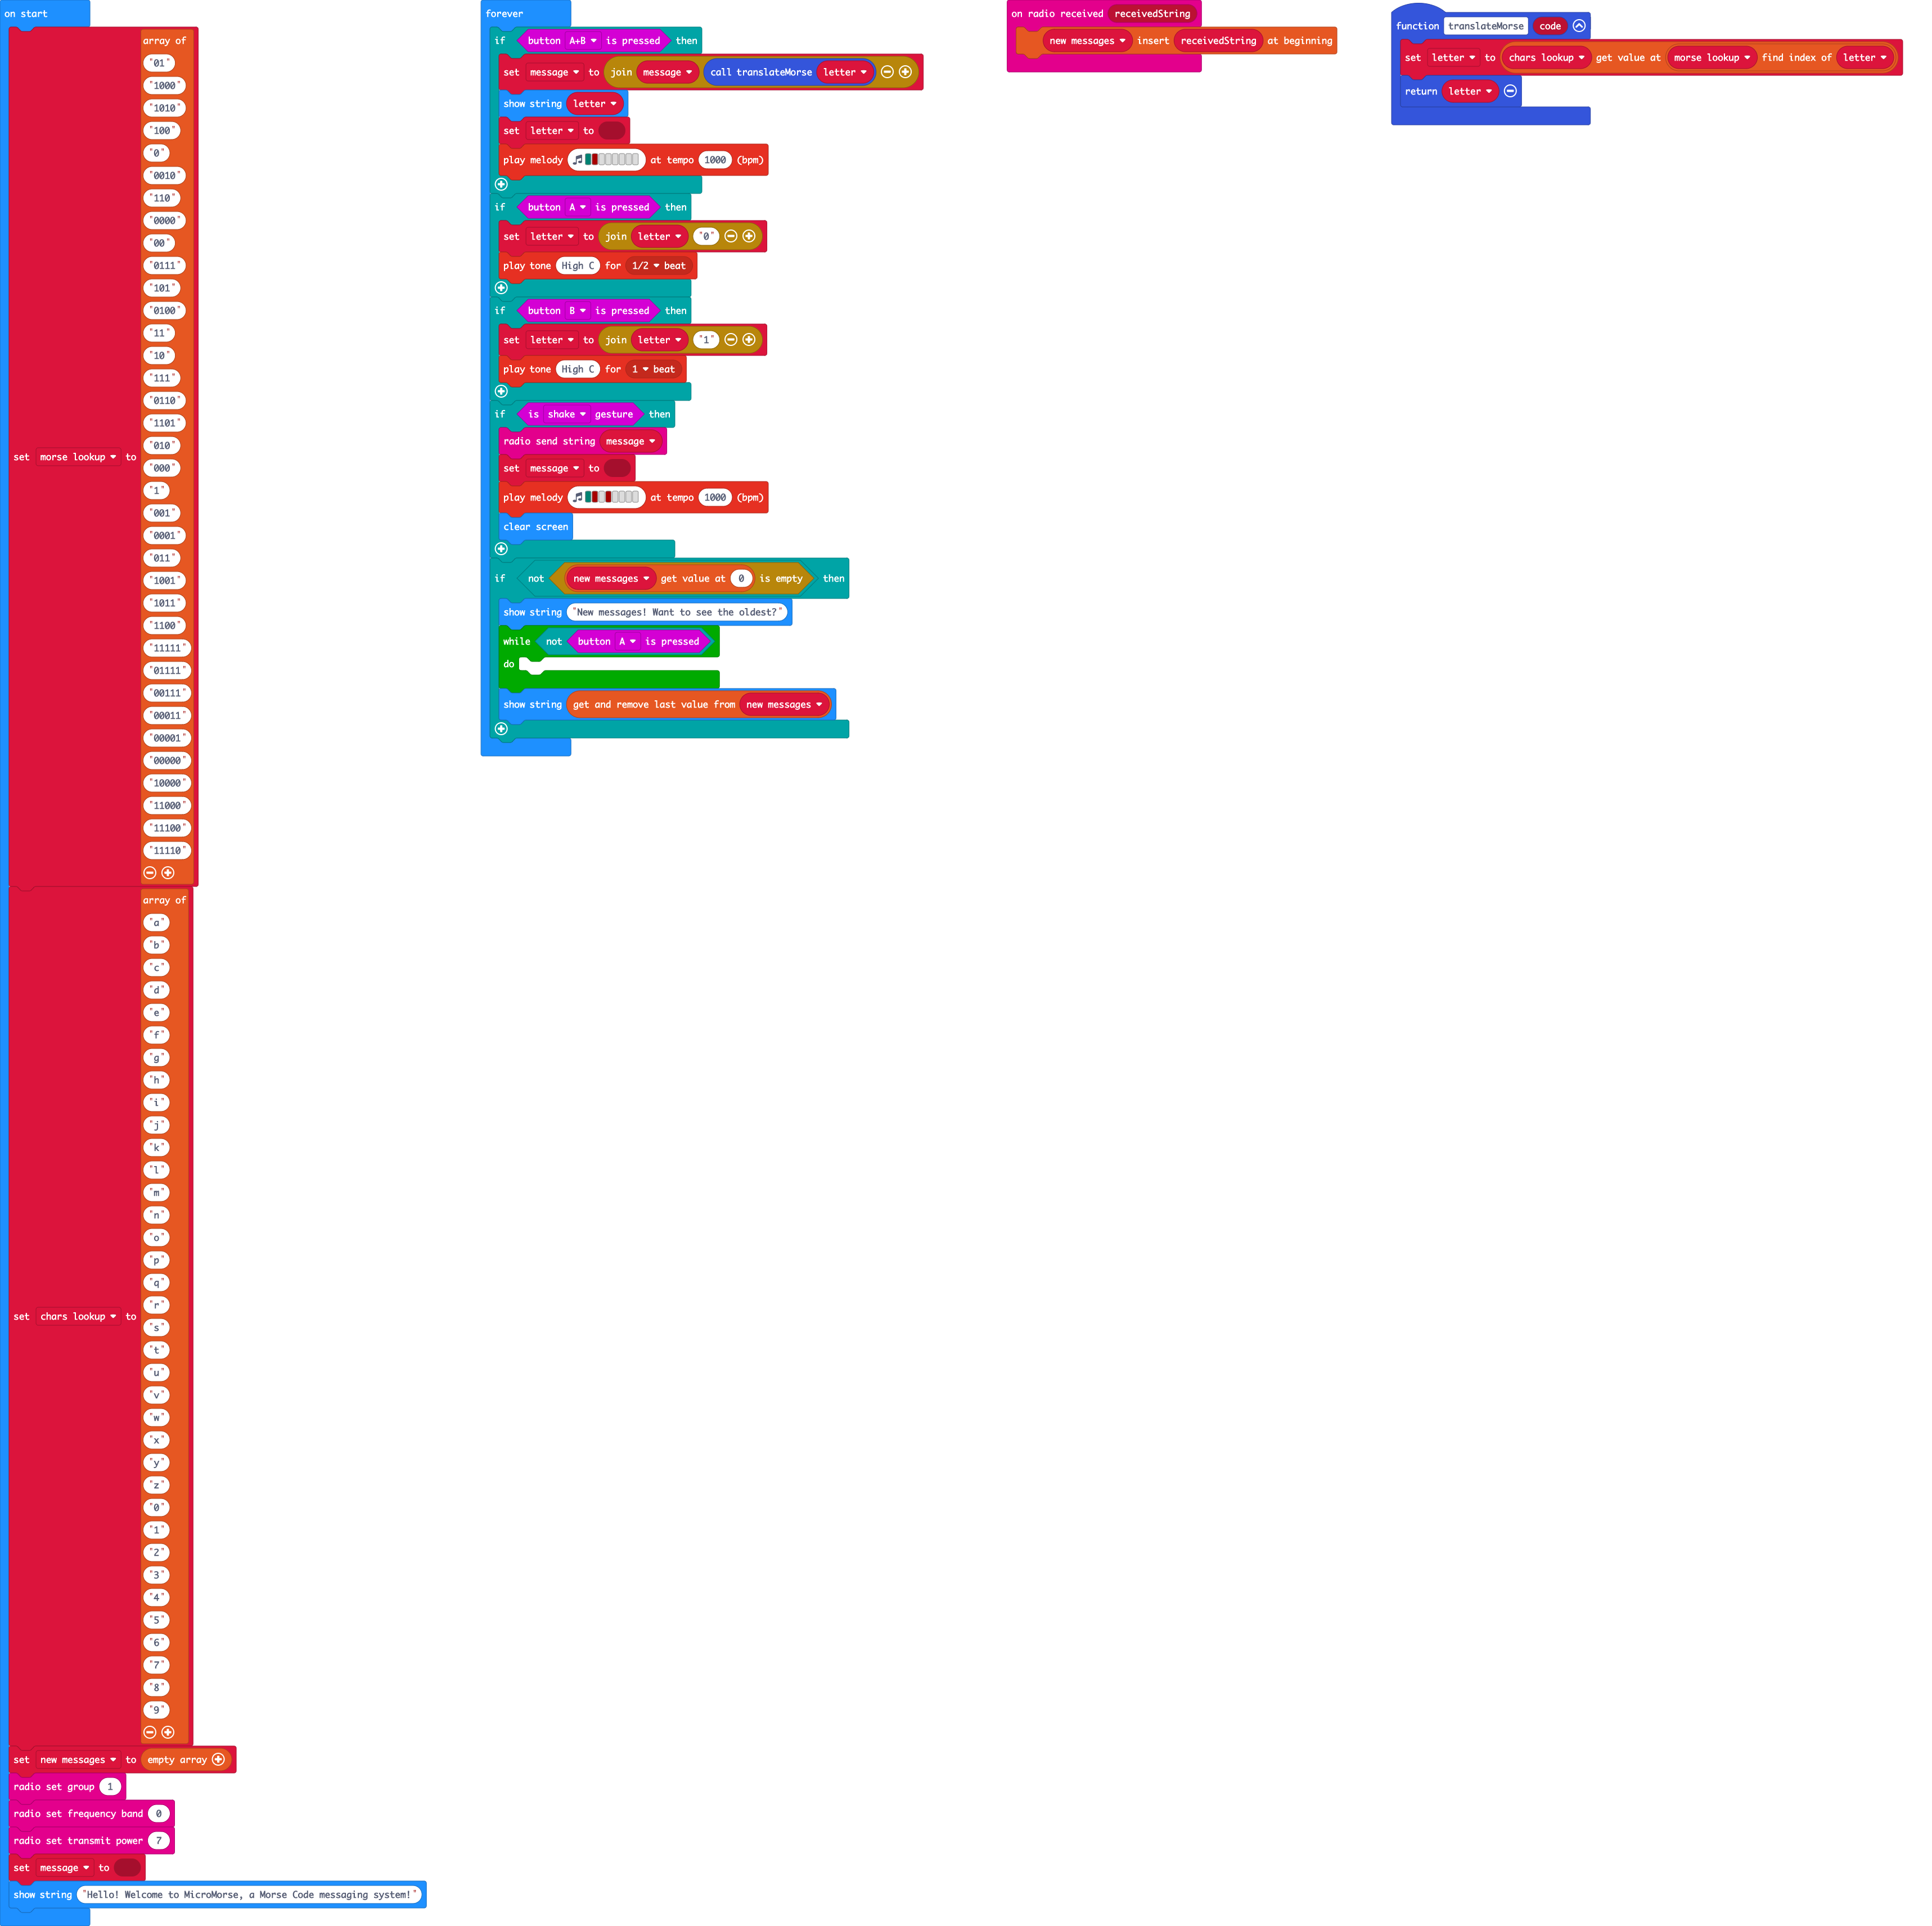 on start
set morse lookup to
array of
"01"
"1000"
"1010"
"100"
"0"
"0010"
"110"
"0000"
"00"
"0111"
"101"
"0100"
"11"
"10"
"111"
"0110"
"1101"
"010"
"000"
"1"
"001"
"0001"
"011"
"1001"
"1011"
"1100"
"11111"
"01111"
"00111"
"00011"
"00001"
"00000"
"10000"
"11000"
"11100"
"11110"
set chars lookup to
array of
"a"
"b"
"c"
"d"
"e"
"f"
"g"
"h"
"i"
"j"
"k"
"l"
"m"
"n"
"o"
"p"
"q"
"r"
"s"
"t"
"u"
"v"
"w"
"x"
"y"
"z"
"0"
"1"
"2"
"3"
"4"
"5"
"6"
"7"
"8"
"9"
set new messages to empty array
radio set group 1
radio set frequency band 0
radio set transmit power 7
set message to
show string "Hello! Welcome to MicroMorse, a Morse Code messaging system!"
forever
if button A+B is pressed then
set message to join message call translateMorse letter
show string letter
set letter to
play melody at tempo 1000 (bpm)
if button A is pressed then
set letter to join letter "0"
play tone High C for 1/2 beat
if button B is pressed then
set letter to join letter "1"
play tone High C for 1 beat
if is shake gesture then
radio send string message
set message to
play melody at tempo 1000 (bpm)
clear screen
if not new messages get value at 0 is empty then
show string "New messages! Want to see the oldest?"
while not button A is pressed
do
show string get and remove last value from new messages
on radio received receivedString
new messages insert receivedString at beginning
function translateMorse code
set letter to chars lookup get value at morse lookup find index of letter
return letter